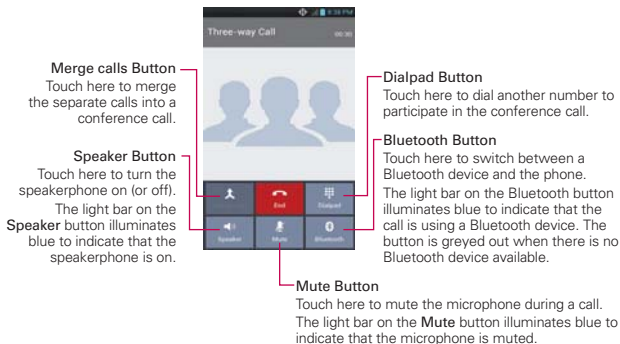 8:38 PM
Three-way Call
00:30
Merge calls Button
Touch here to merge
the separate calls into a
conference call.
Speaker Button
Touch here to turn the
speakerphone on (or off).
The light bar on the
Speaker button illuminates
blue to indicate that the
speakerphone is on.
End
Dialpad
Speaker
Mute
Bluetooth
Dialpad Button
Touch here to dial another number to
participate in the conference call.
Bluetooth Button
Touch here to switch between a
Bluetooth device and the phone.
The light bar on the Bluetooth button
illuminates blue to indicate that the
call is using a Bluetooth device. The
button is greyed out when there is no
Bluetooth device available.
Mute Button
Touch here to mute the microphone during a call.
The light bar on the Mute button illuminates blue to
indicate that the microphone is muted.